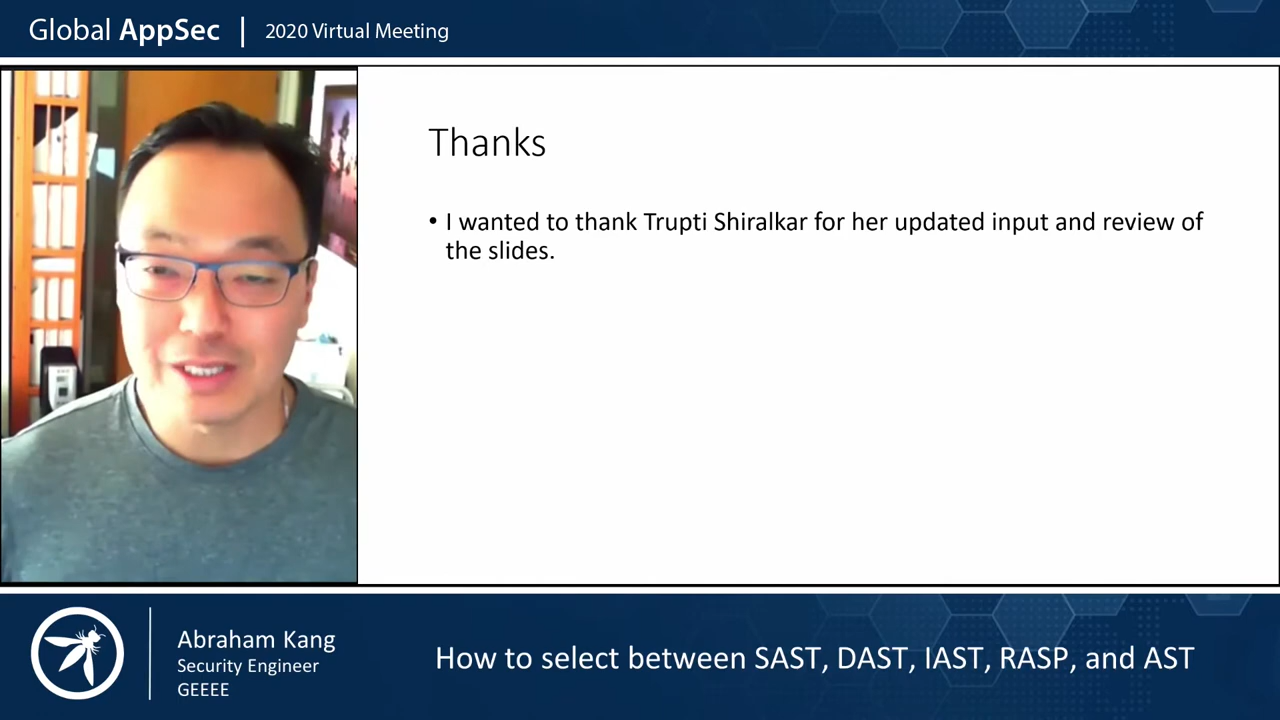 Global AppSec | 2020 Virtual Meeting
Thanks
• I wanted to thank Trupti Shiralkar for her updated input and review of
the slides.
Abraham Kang
Security Engineer
GEEEE
How to select between SAST, DAST, IAST, RASP, and AST